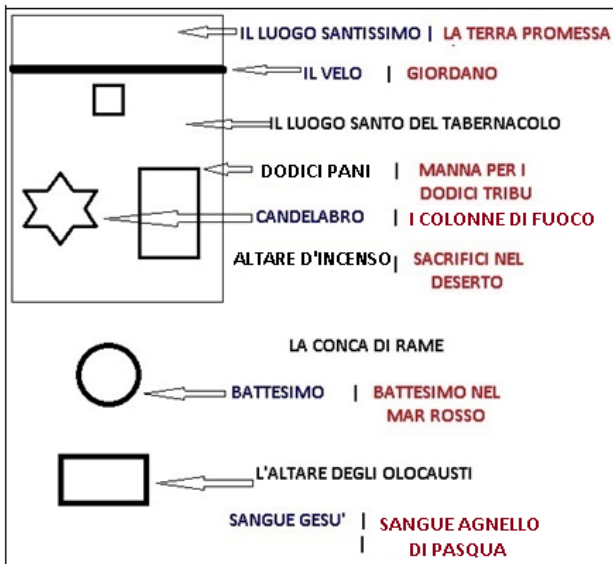 IL LUOGO SANTISSIMO | LA TERRA PROMESSA
IL VELO | GIORDANO
IL LUOGO SANTO DEL TABERNACOLO
DODICI PANI | MANNA PER I
DODICI TRIBU
CANDELABRO | I COLONNE DI FUOCO
ALTARE D'INCENSO | SACRIFICI NEL
DESERTO
LA CONCA DI RAME
BATTESIMO | BATTESIMO NEL
MAR ROSSO
L'ALTARE DEGLI OLOCAUSTI
SANGUE GESU' | SANGUE AGNELLO
| DI PASQUA